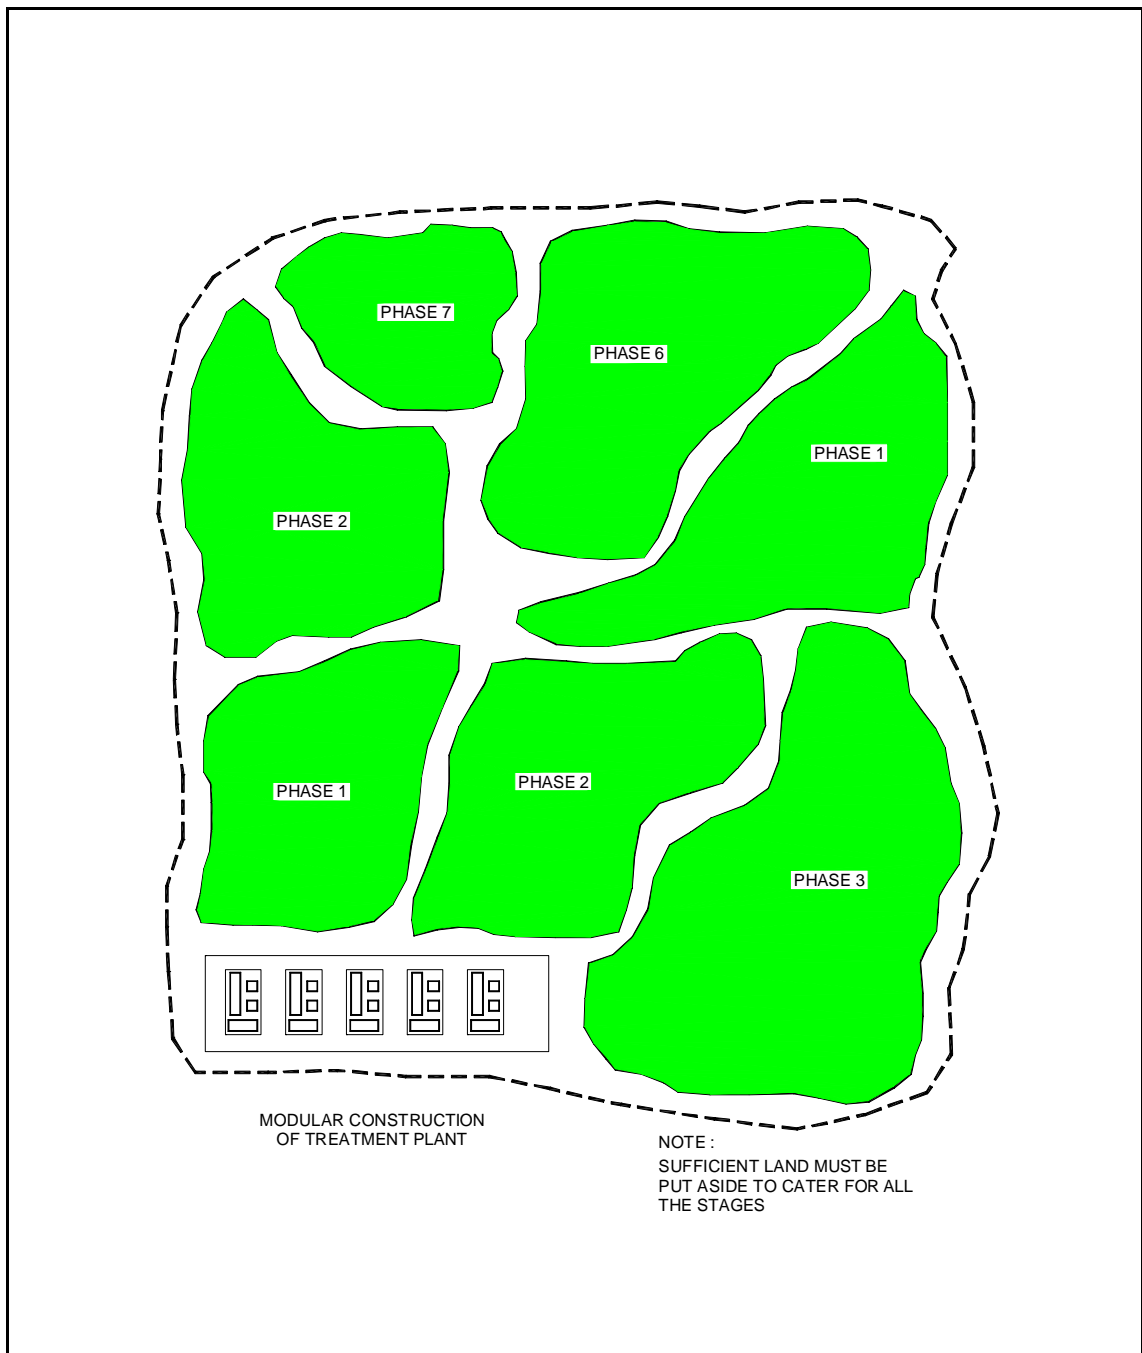 PHASE 7
PHASE 6
PHASE 1
PHASE 2
PHASE 1
PHASE 2
PHASE 3
MODULAR CONSTRUCTION
OF TREATMENT PLANT
NOTE :
SUFFICIENT LAND MUST BE
PUT ASIDE TO CATER FOR ALL
THE STAGES